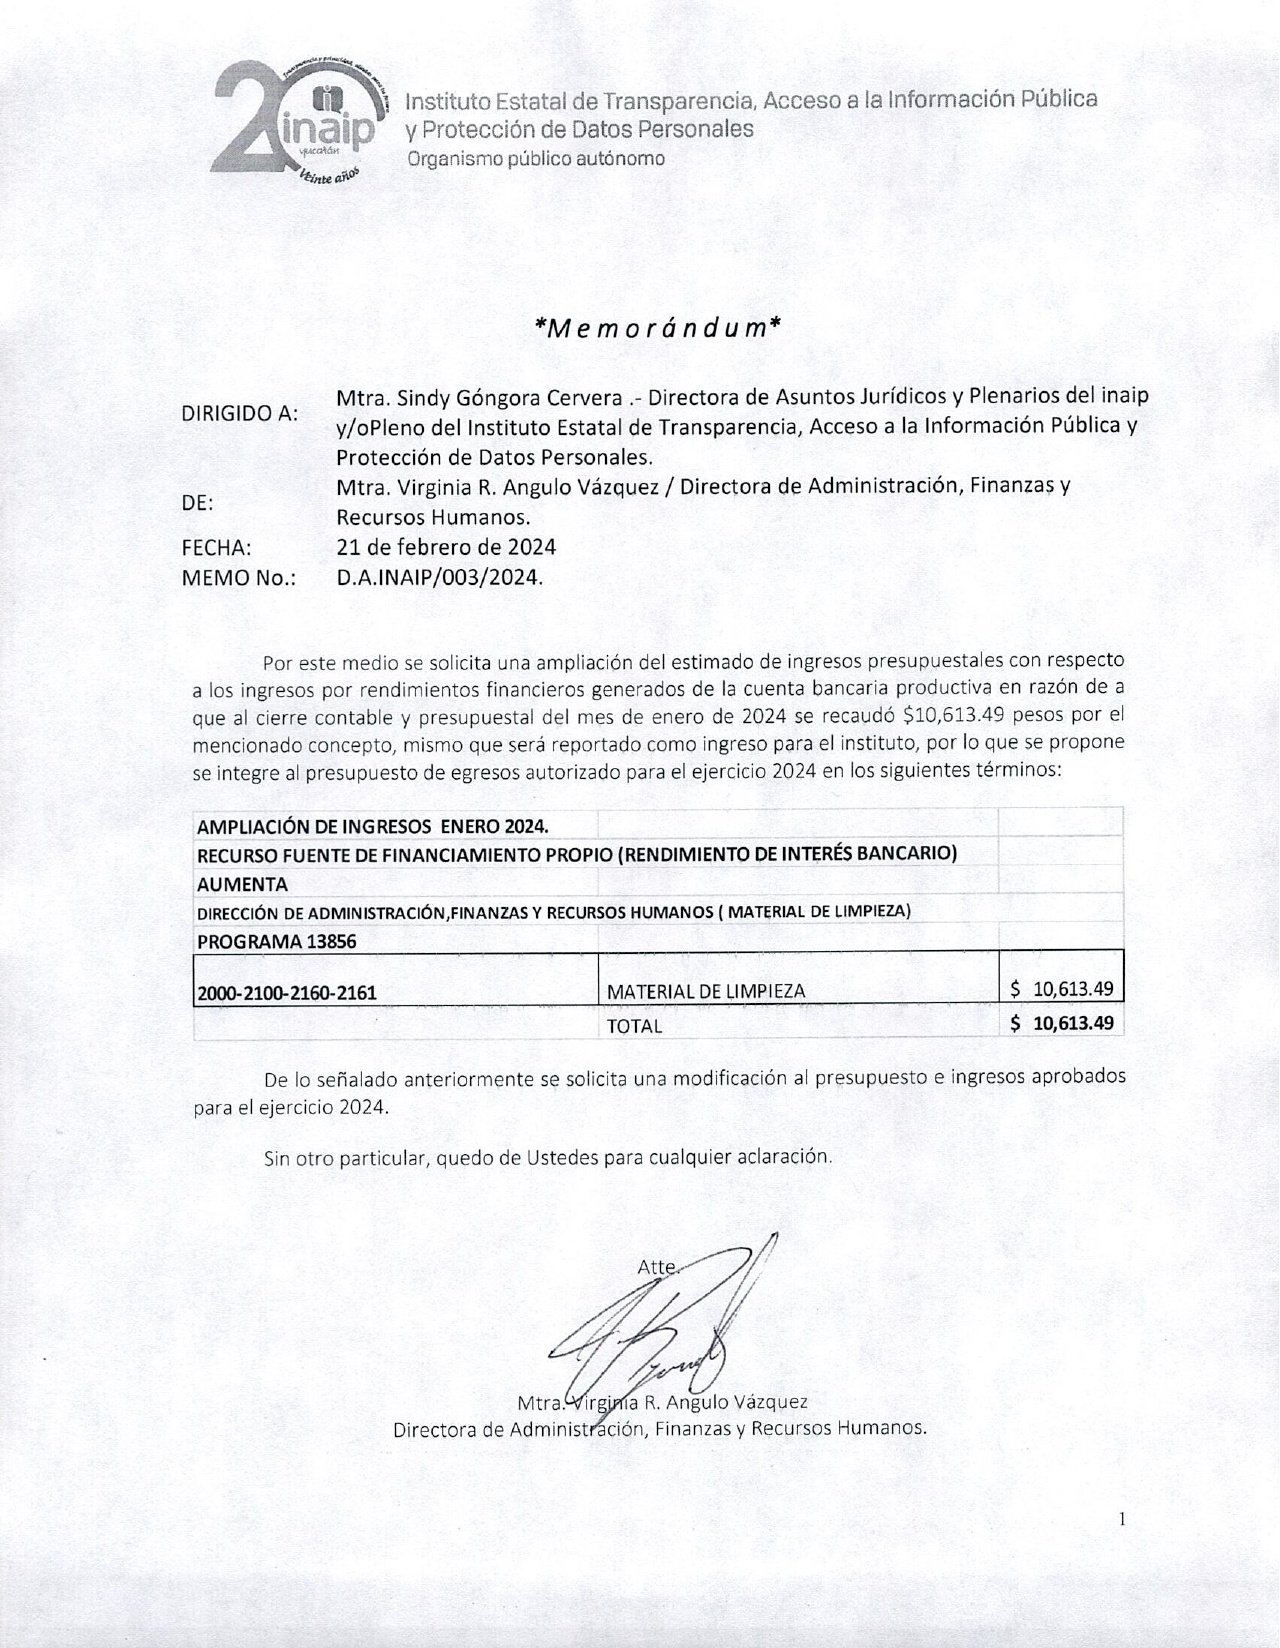 Transparencia y privacidad, aliadas para tu
20
inaip
yucatán
Veinte años
Instituto Estatal de Transparencia, Acceso a la Información Pública
y Protección de Datos Personales
Organismo público autónomo
*Memorándum*
DIRIGIDO A: Mtra. Sindy Góngora Cervera .- Directora de Asuntos Jurídicos y Plenarios del inaip
y/oPleno del Instituto Estatal de Transparencia, Acceso a la Información Pública y
Protección de Datos Personales.
DE: Mtra. Virginia R. Angulo Vázquez / Directora de Administración, Finanzas y
Recursos Humanos.
FECHA: 21 de febrero de 2024
MEMO No.: D.A.INAIP/003/2024.
Por este medio se solicita una ampliación del estimado de ingresos presupuestales con respecto
a los ingresos por rendimientos financieros generados de la cuenta bancaria productiva en razón de a
que al cierre contable y presupuestal del mes de enero de 2024 se recaudó $10,613.49 pesos por el
mencionado concepto, mismo que será reportado como ingreso para el instituto, por lo que se propone
se integre al presupuesto de egresos autorizado para el ejercicio 2024 en los siguientes términos:
AMPLIACIÓN DE INGRESOS ENERO 2024.
RECURSO FUENTE DE FINANCIAMIENTO PROPIO (RENDIMIENTO DE INTERÉS BANCARIO)
AUMENTA
DIRECCIÓN DE ADMINISTRACIÓN,FINANZAS Y RECURSOS HUMANOS ( MATERIAL DE LIMPIEZA)
PROGRAMA 13856
2000-2100-2160-2161 MATERIAL DE LIMPIEZA $ 10,613.49
TOTAL $ 10,613.49
De lo señalado anteriormente se solicita una modificación al presupuesto e ingresos aprobados
para el ejercicio 2024.
Sin otro particular, quedo de Ustedes para cualquier aclaración.
Atte.
Mtra. Virginia R. Angulo Vázquez
Directora de Administración, Finanzas y Recursos Humanos.
1